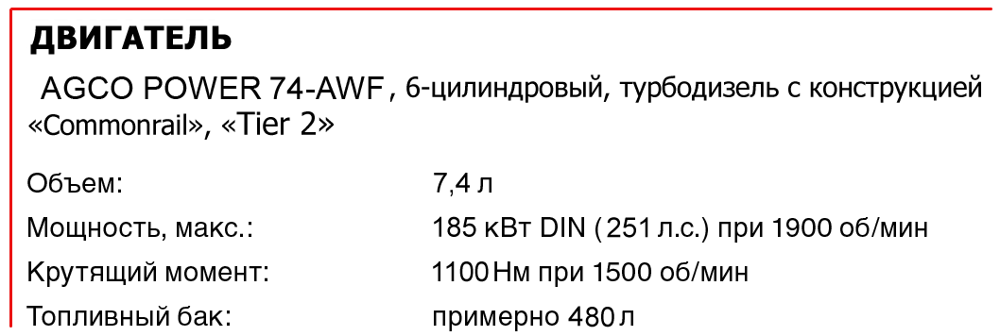 ДВИГАТЕЛЬ
AGCO POWER 74-AWF, 6-цилиндровый, турбодизель с конструкцией
«Commonrail», «Tier 2»
Объем: 7,4 л
Мощность, макс.: 185 кВт DIN (251 л.с.) при 1900 об/мин
Крутящий момент: 1100 Нм при 1500 об/мин
Топливный бак: примерно 480 л